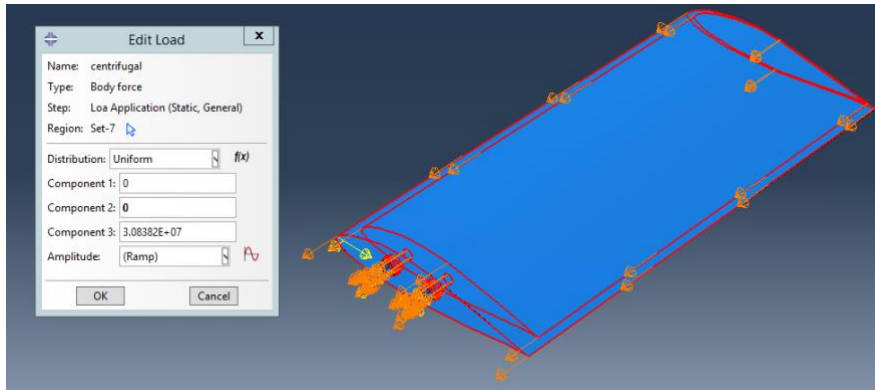 Edit Load
x
Name: centrifugal
Type: Body force
Step: Loa Application (Static, General)
Region: Set-7
Distribution: Uniform f(x)
Component 1: 0
Component 2: 0
Component 3: 3.08382E+07
Amplitude: (Ramp)
OK Cancel